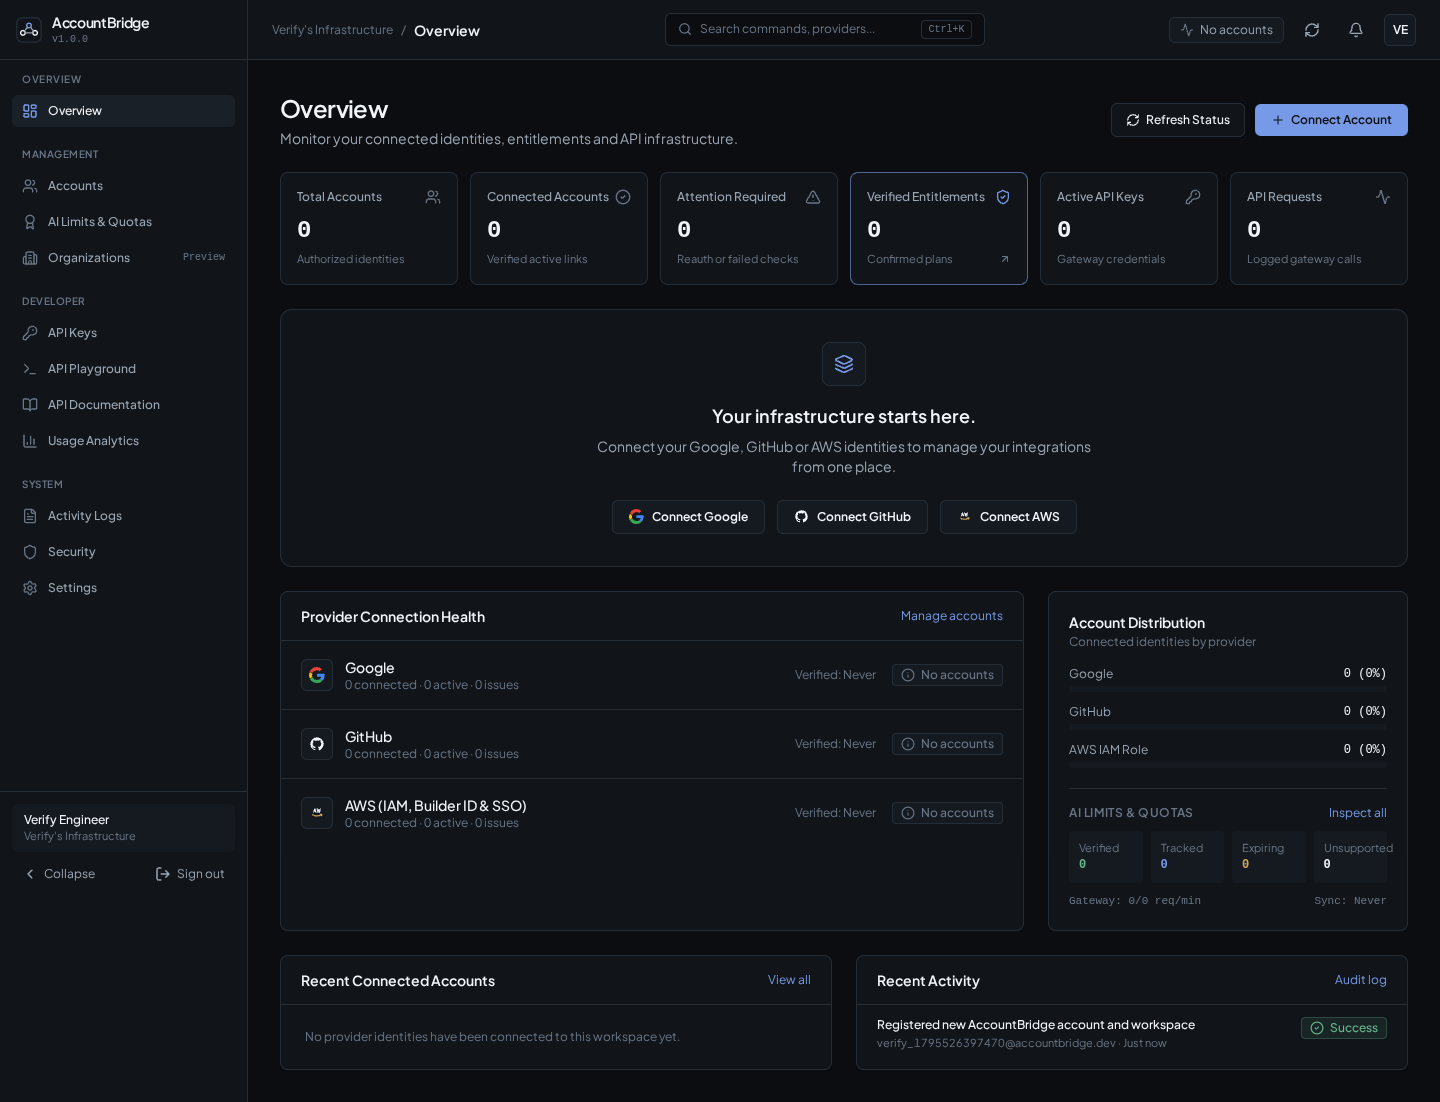 AccountBridge
v1.0.0
Verify's Infrastructure / Overview
Search commands, providers... Ctrl+K
No accounts
VE
OVERVIEW
Overview
MANAGEMENT
Accounts
AI Limits & Quotas
Organizations Preview
DEVELOPER
API Keys
API Playground
API Documentation
Usage Analytics
SYSTEM
Activity Logs
Security
Settings
Verify Engineer
Verify's Infrastructure
Collapse Sign out
Overview
Monitor your connected identities, entitlements and API infrastructure.
Refresh Status
Connect Account
Total Accounts
0
Authorized identities
Connected Accounts
0
Verified active links
Attention Required
0
Reauth or failed checks
Verified Entitlements
0
Confirmed plans
Active API Keys
0
Gateway credentials
API Requests
0
Logged gateway calls
Your infrastructure starts here.
Connect your Google, GitHub or AWS identities to manage your integrations
from one place.
Connect Google
Connect GitHub
Connect AWS
Provider Connection Health Manage accounts
Google
0 connected · 0 active · 0 issues
Verified: Never No accounts
GitHub
0 connected · 0 active · 0 issues
Verified: Never No accounts
AWS (IAM, Builder ID & SSO)
0 connected · 0 active · 0 issues
Verified: Never No accounts
Account Distribution
Connected identities by provider
Google 0 (0%)
GitHub 0 (0%)
AWS IAM Role 0 (0%)
AI LIMITS & QUOTAS Inspect all
Verified
0
Tracked
0
Expiring
0
Unsupported
0
Gateway: 0/0 req/min Sync: Never
Recent Connected Accounts View all
No provider identities have been connected to this workspace yet.
Recent Activity Audit log
Registered new AccountBridge account and workspace
verify_1795526397470@accountbridge.dev · Just now
Success